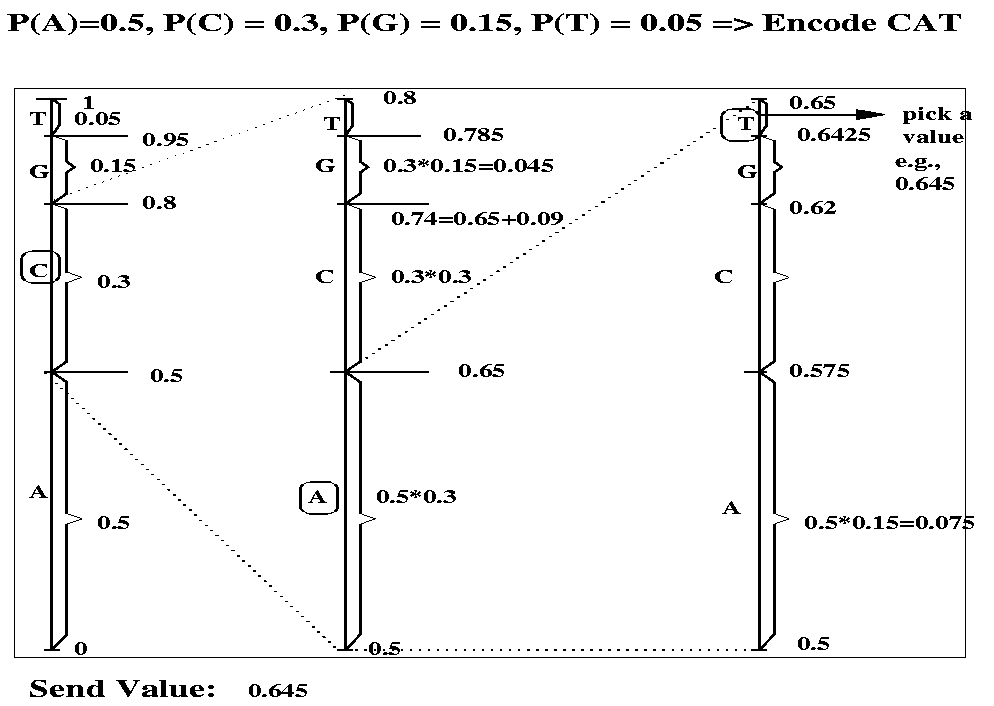 P(A)=0.5, P(C) = 0.3, P(G) = 0.15, P(T) = 0.05 => Encode CAT
1
T
0.05
0.95
G
0.15
0.8
C
0.3
0.5
A
0.5
0
0.8
T
0.785
G
0.3*0.15=0.045
0.74=0.65+0.09
C
0.3*0.3
0.65
A
0.5*0.3
0.5
0.65
T
0.6425
G
0.62
C
0.575
A
0.5*0.15=0.075
0.5
pick a
value
e.g.,
0.645
Send Value: 0.645